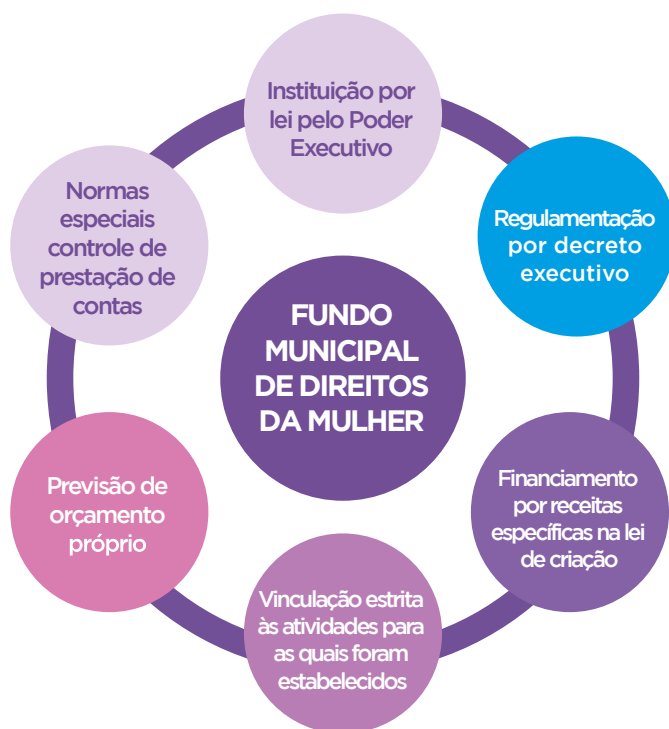 Instituição por
lei pelo Poder
Executivo
Regulamentação
por decreto
executivo
Financiamento
por receitas
específicas na lei
de criação
Vinculação estrita
às atividades para
as quais foram
estabelecidos
Previsão de
orçamento
próprio
Normas
especiais
controle de
prestação de
contas
FUNDO
MUNICIPAL
DE DIREITOS
DA MULHER